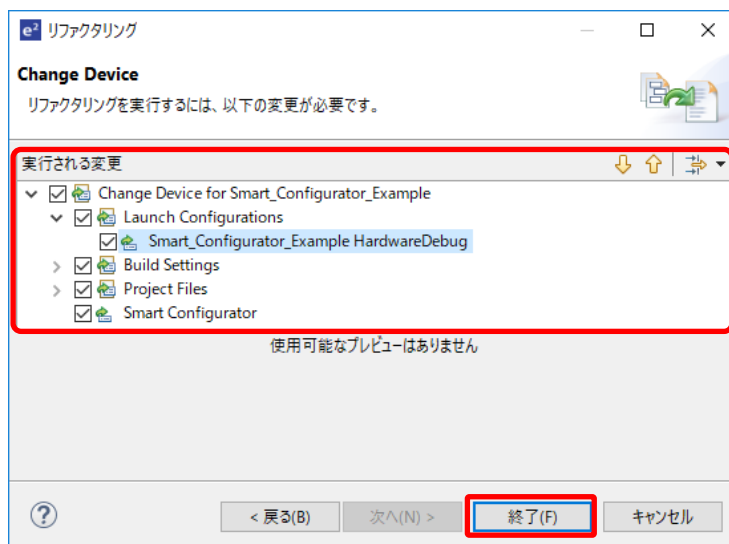 e² リファクタリング
Change Device
リファクタリングを実行するには、以下の変更が必要です。
実行される変更
Change Device for Smart_Configurator_Example
Launch Configurations
Smart_Configurator_Example HardwareDebug
Build Settings
Project Files
Smart Configurator
使用可能なプレビューはありません
? < 戻る(B) 次へ(N) > 終了(F) キャンセル